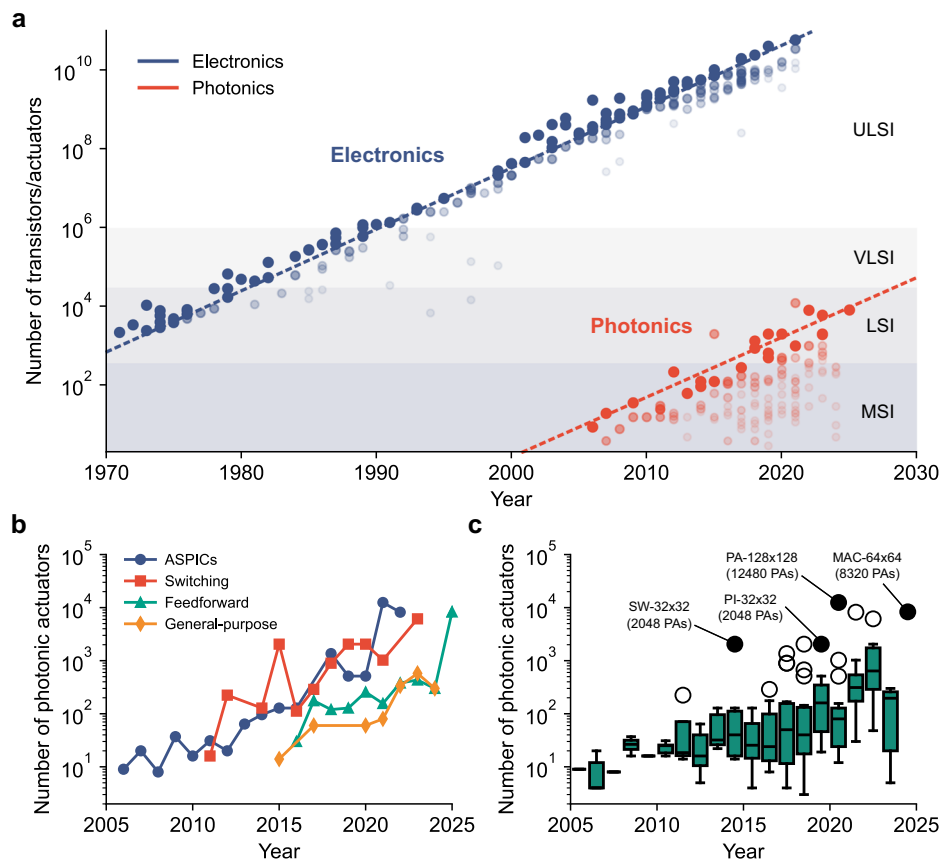 a
Number of transistors/actuators
10^10
10^8
10^6
10^4
10^2
Electronics
Photonics
Electronics
Photonics
ULSI
VLSI
LSI
MSI
1970
1980
1990
2000
2010
2020
2030
Year
b
Number of photonic actuators
10^5
10^4
10^3
10^2
10^1
ASPICs
Switching
Feedforward
General-purpose
2005
2010
2015
2020
2025
Year
c
Number of photonic actuators
10^5
10^4
10^3
10^2
10^1
SW-32x32
(2048 PAs)
PA-128x128
(12480 PAs)
PI-32x32
(2048 PAs)
MAC-64x64
(8320 PAs)
2005
2010
2015
2020
2025
Year